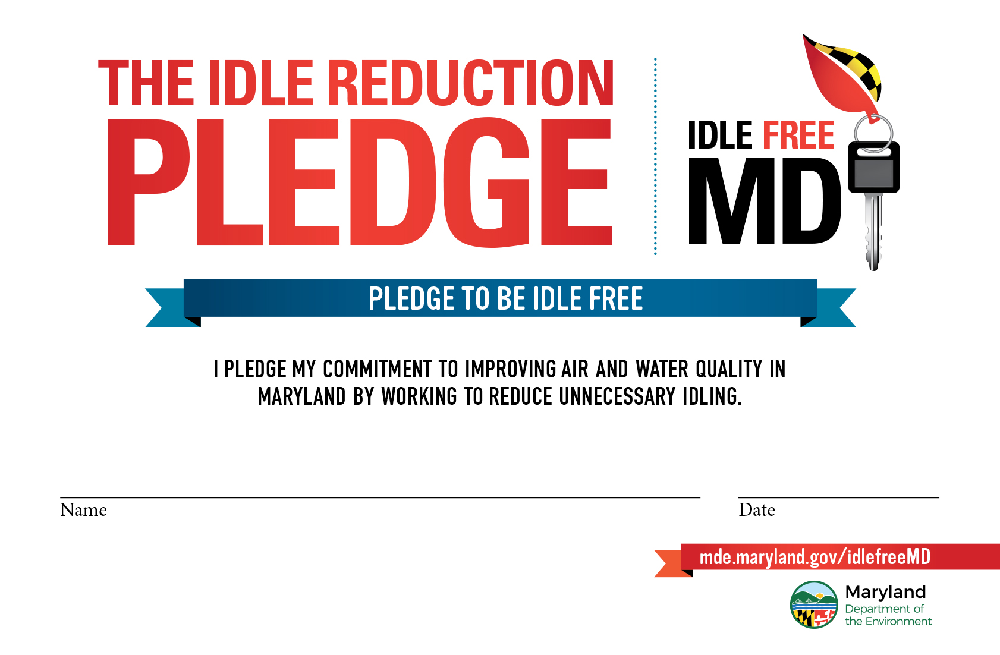 THE IDLE REDUCTION
PLEDGE
IDLE FREE
MD
PLEDGE TO BE IDLE FREE
I PLEDGE MY COMMITMENT TO IMPROVING AIR AND WATER QUALITY IN
MARYLAND BY WORKING TO REDUCE UNNECESSARY IDLING.
Name
Date
mde.maryland.gov/idlefreeMD
Maryland
Department of
the Environment